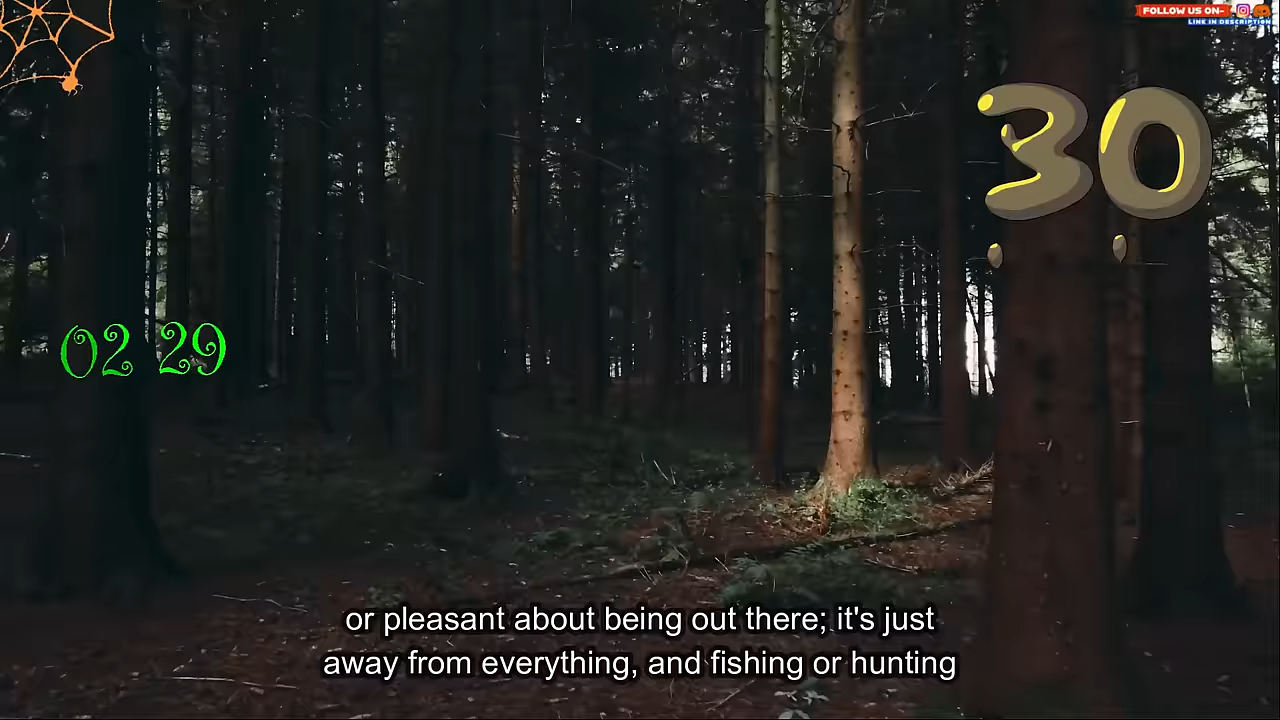 FOLLOW US ON-
LINK IN DESCRIPTION
30
02 29
or pleasant about being out there; it's just
away from everything, and fishing or hunting